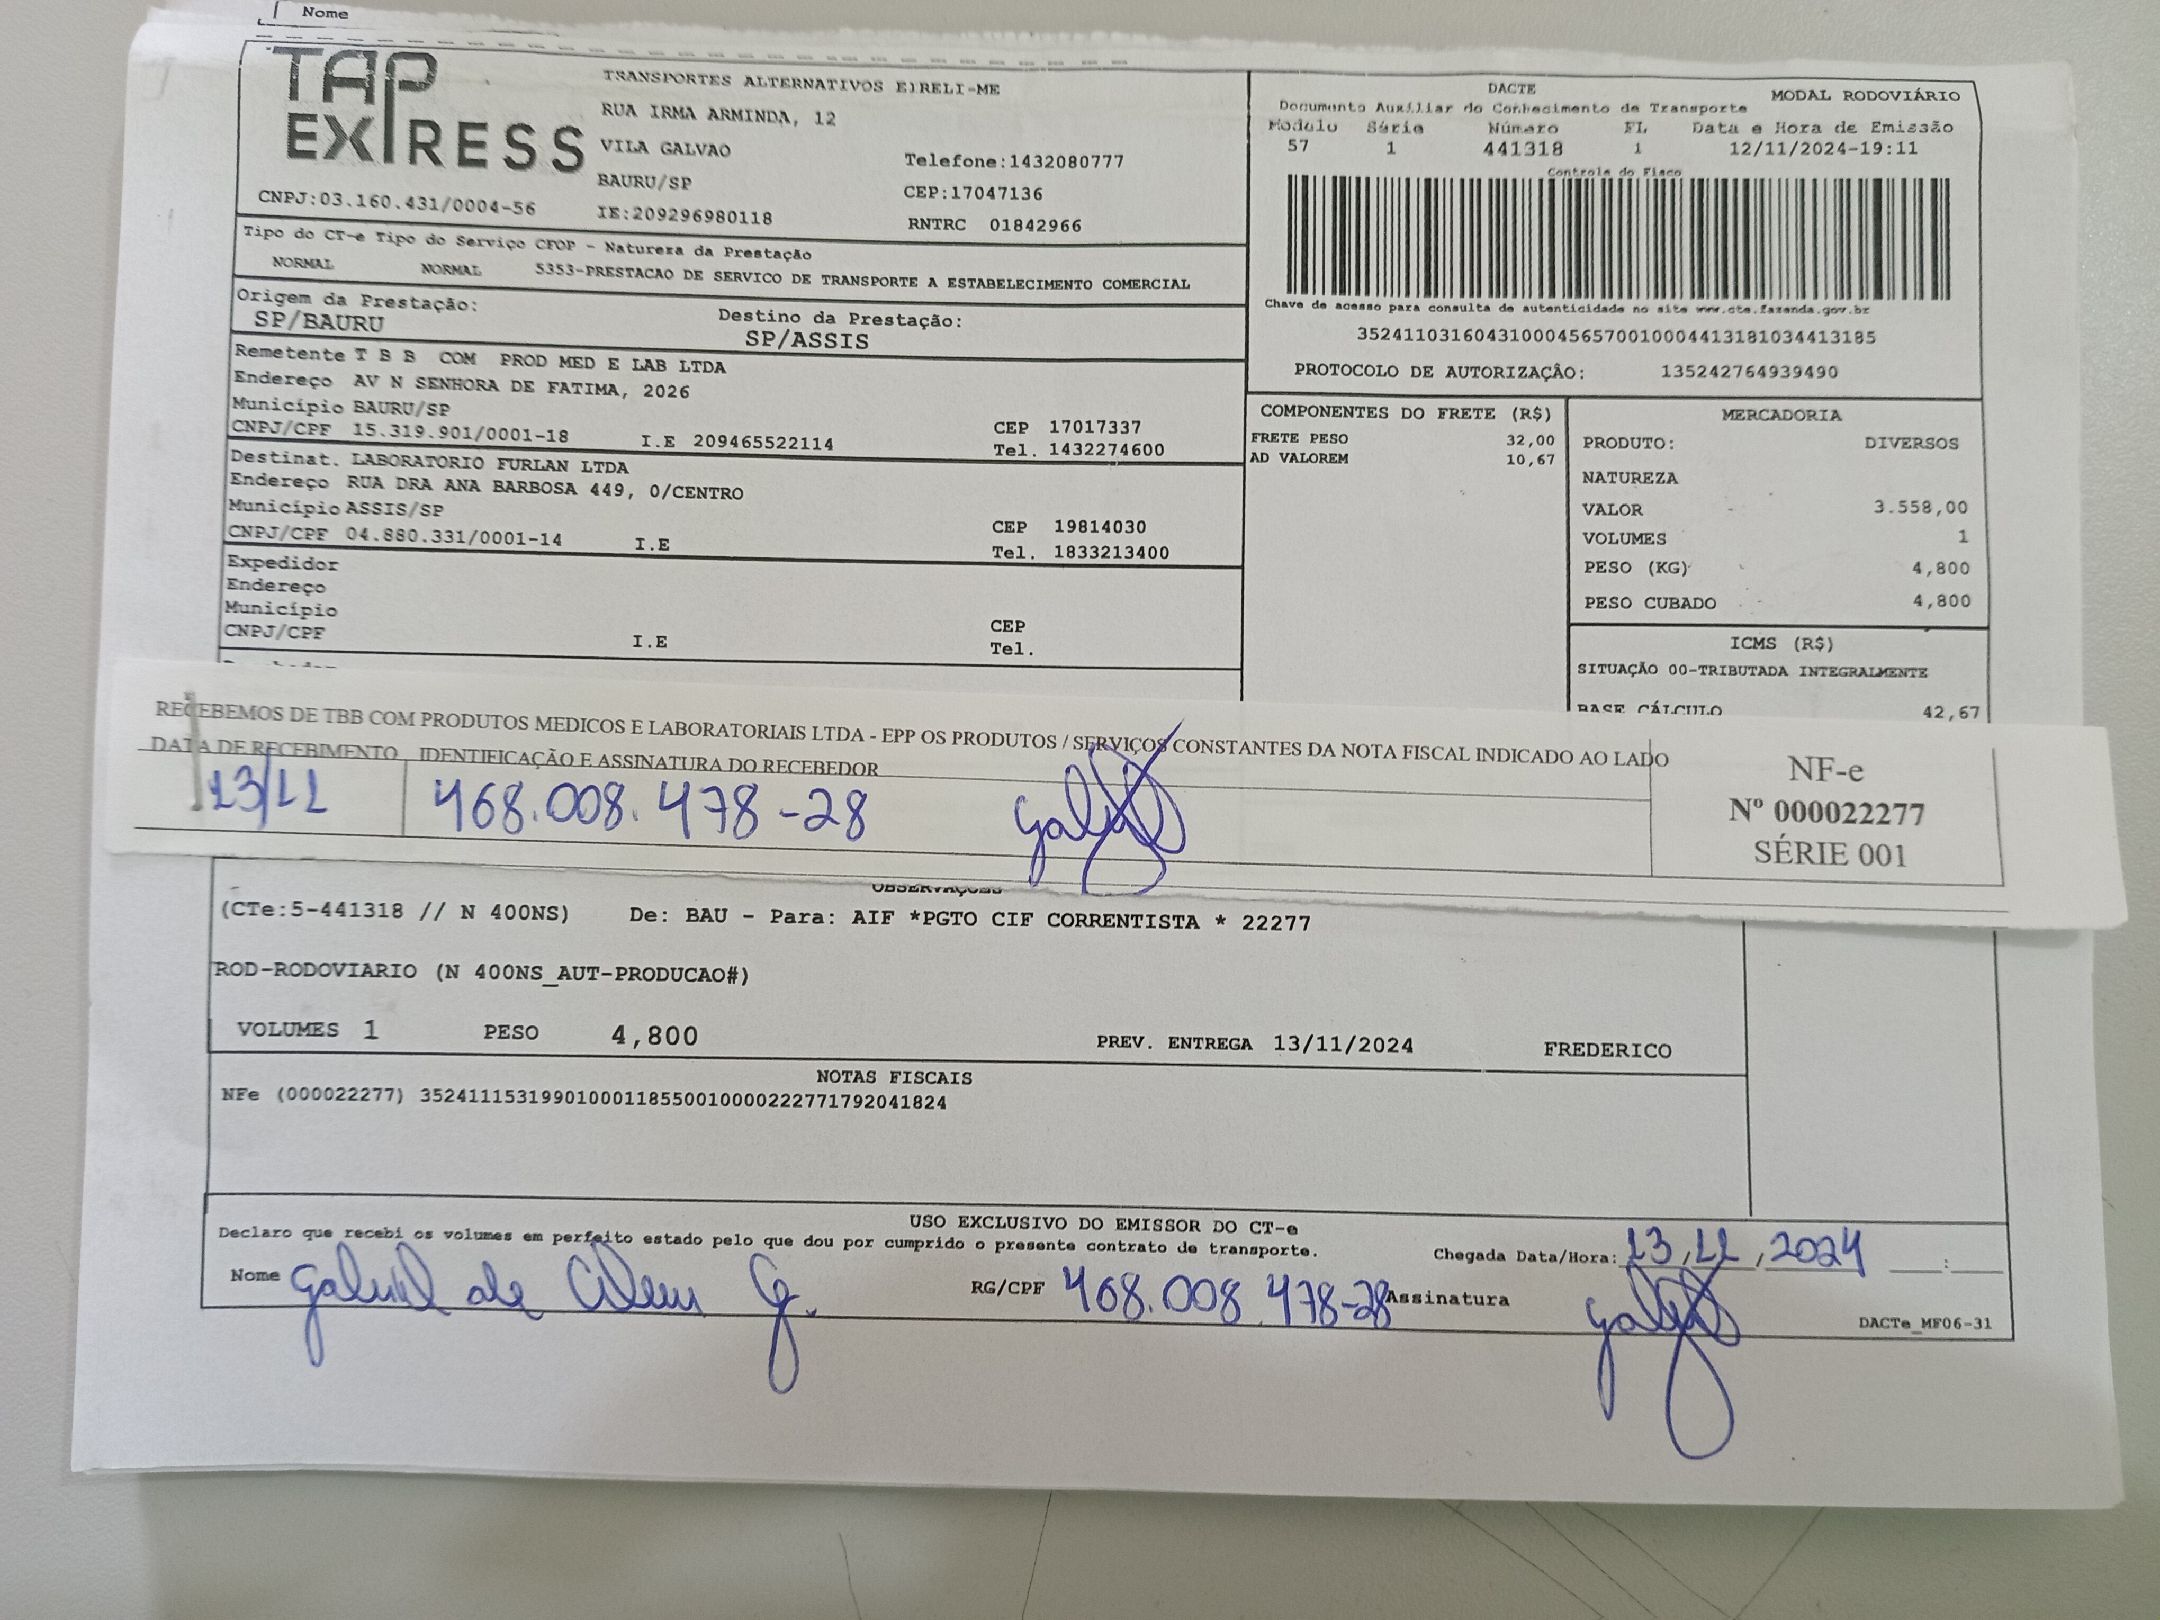 Nome
TAP EXPRESS
TRANSPORTES ALTERNATIVOS EIRELI-ME
RUA IRMA ARMINDA, 12
VILA GALVAO
BAURU/SP
Telefone:1432080777
CEP:17047136
CNPJ:03.160.431/0004-56
IE:209296980118
RNTRC 01842966
DACTE
MODAL RODOVIÁRIO
Documento Auxiliar do Conhecimento de Transporte
Modelo Série Número FL Data e Hora de Emissão
57 1 441318 1 12/11/2024-19:11
Controle do Fisco
Chave de acesso para consulta de autenticidade no site www.cte.fazenda.gov.br
35241103160431000456570010004413181034413185
PROTOCOLO DE AUTORIZAÇÃO: 135242764939490
Tipo do CT-e Tipo do Serviço CFOP - Natureza da Prestação
NORMAL NORMAL 5353-PRESTACAO DE SERVICO DE TRANSPORTE A ESTABELECIMENTO COMERCIAL
Origem da Prestação:
SP/BAURU
Destino da Prestação:
SP/ASSIS
Remetente T B B COM PROD MED E LAB LTDA
Endereço AV N SENHORA DE FATIMA, 2026
Município BAURU/SP
CEP 17017337
CNPJ/CPF 15.319.901/0001-18 I.E 209465522114 Tel. 1432274600
Destinat. LABORATORIO FURLAN LTDA
Endereço RUA DRA ANA BARBOSA 449, 0/CENTRO
Município ASSIS/SP
CEP 19814030
CNPJ/CPF 04.880.331/0001-14 I.E Tel. 1833213400
Expedidor
Endereço
Município
CEP
CNPJ/CPF I.E Tel.
COMPONENTES DO FRETE (R$)
FRETE PESO 32,00
AD VALOREM 10,67
MERCADORIA
PRODUTO: DIVERSOS
NATUREZA
VALOR 3.558,00
VOLUMES 1
PESO (KG) 4,800
PESO CUBADO 4,800
ICMS (R$)
SITUAÇÃO 00-TRIBUTADA INTEGRALMENTE
BASE CÁLCULO 42,67
RECEBEMOS DE TBB COM PRODUTOS MEDICOS E LABORATORIAIS LTDA - EPP OS PRODUTOS / SERVIÇOS CONSTANTES DA NOTA FISCAL INDICADO AO LADO
DATA DE RECEBIMENTO IDENTIFICAÇÃO E ASSINATURA DO RECEBEDOR
13/11 468.008.478-28
NF-e
Nº 000022277
SÉRIE 001
OBSERVAÇÕES
(CTe:5-441318 // N 400NS) De: BAU - Para: AIF *PGTO CIF CORRENTISTA * 22277
ROD-RODOVIARIO (N 400NS_AUT-PRODUCAO#)
VOLUMES 1 PESO 4,800 PREV. ENTREGA 13/11/2024 FREDERICO
NOTAS FISCAIS
NFe (000022277) 35241115319901000118550010000222771792041824
USO EXCLUSIVO DO EMISSOR DO CT-e
Declaro que recebi os volumes em perfeito estado pelo que dou por cumprido o presente contrato de transporte.
Chegada Data/Hora: 13/11/2024 :
Nome Gabriel de RG/CPF 468.008.478-28 Assinatura
DACTe_MF06-31